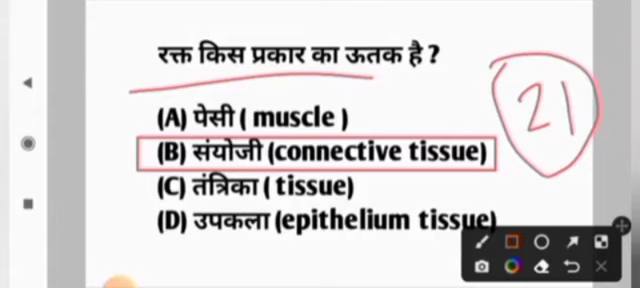 रक्त किस प्रकार का ऊतक है ?
21
(A) पेसी ( muscle )
(B) संयोजी (connective tissue)
(C) तंत्रिका ( tissue)
(D) उपकला (epithelium tissue)